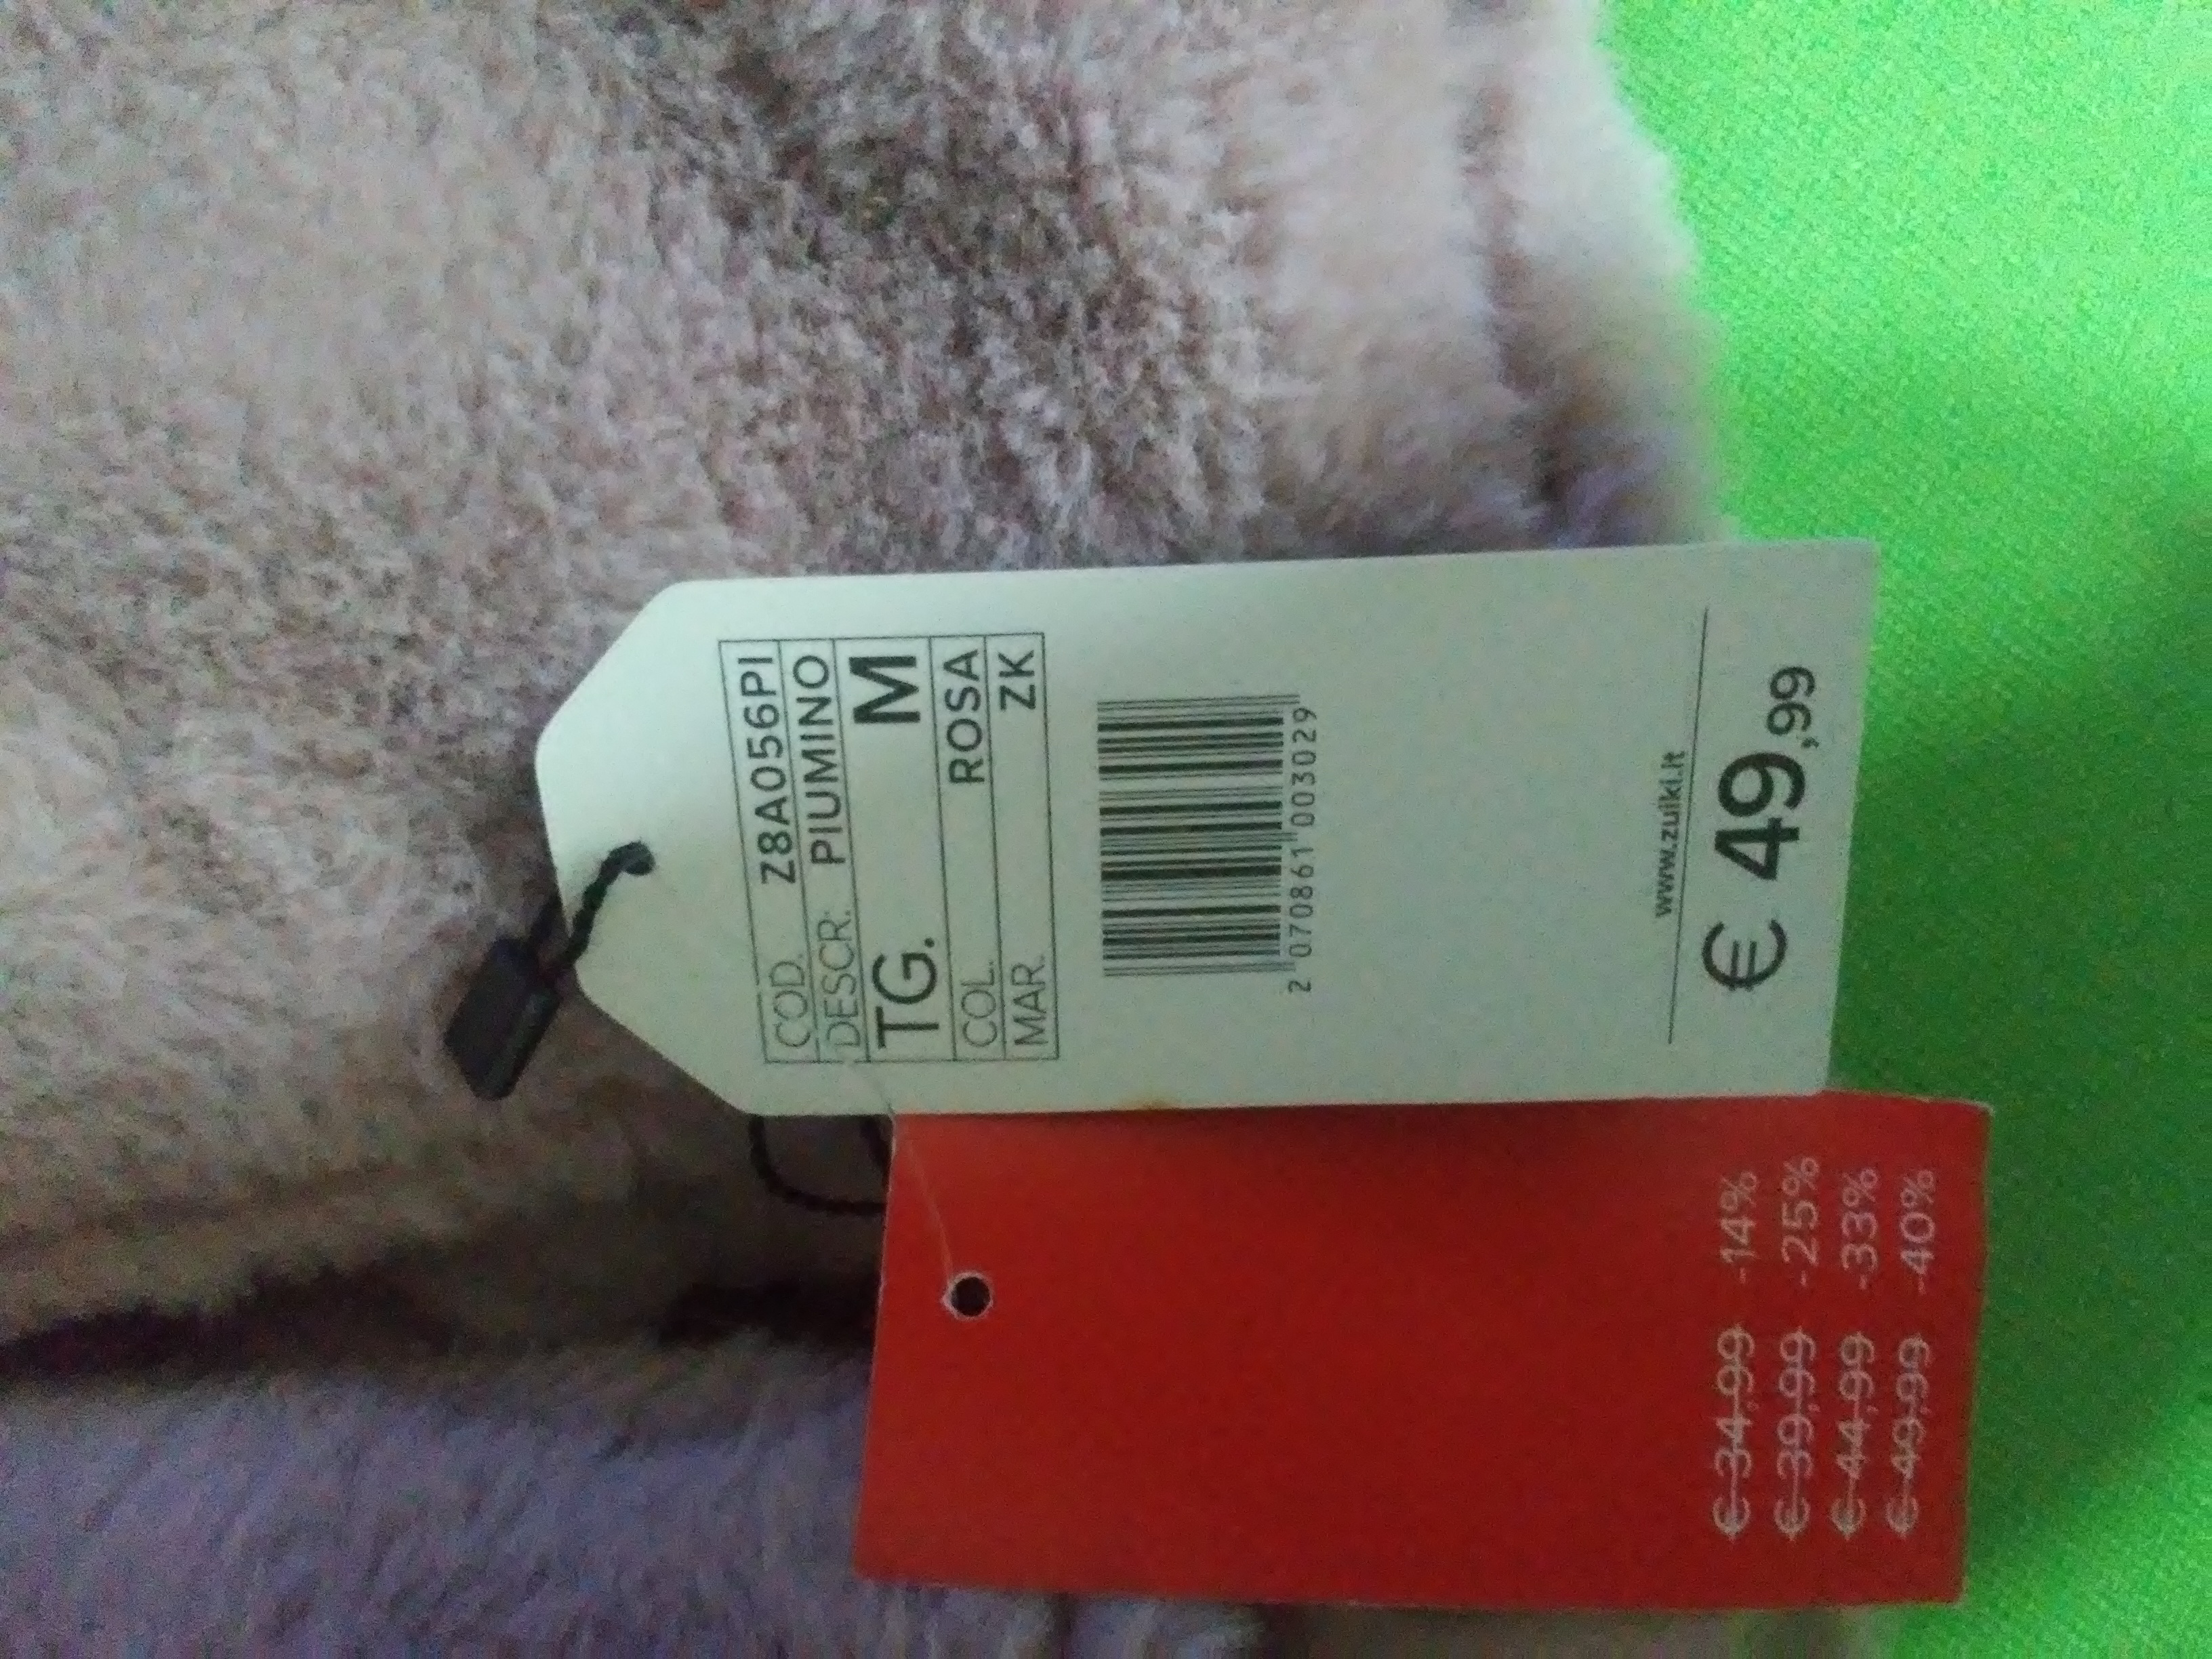 COD. Z8A056PI
DESCR: PIUMINO
TG. M
COL. ROSA
MAR. ZK
2 070861 003029
www.zuiki.it
€ 49,99
€ 34,99 -14%
€ 39,99 -25%
€ 44,99 -33%
€ 49,99 -40%